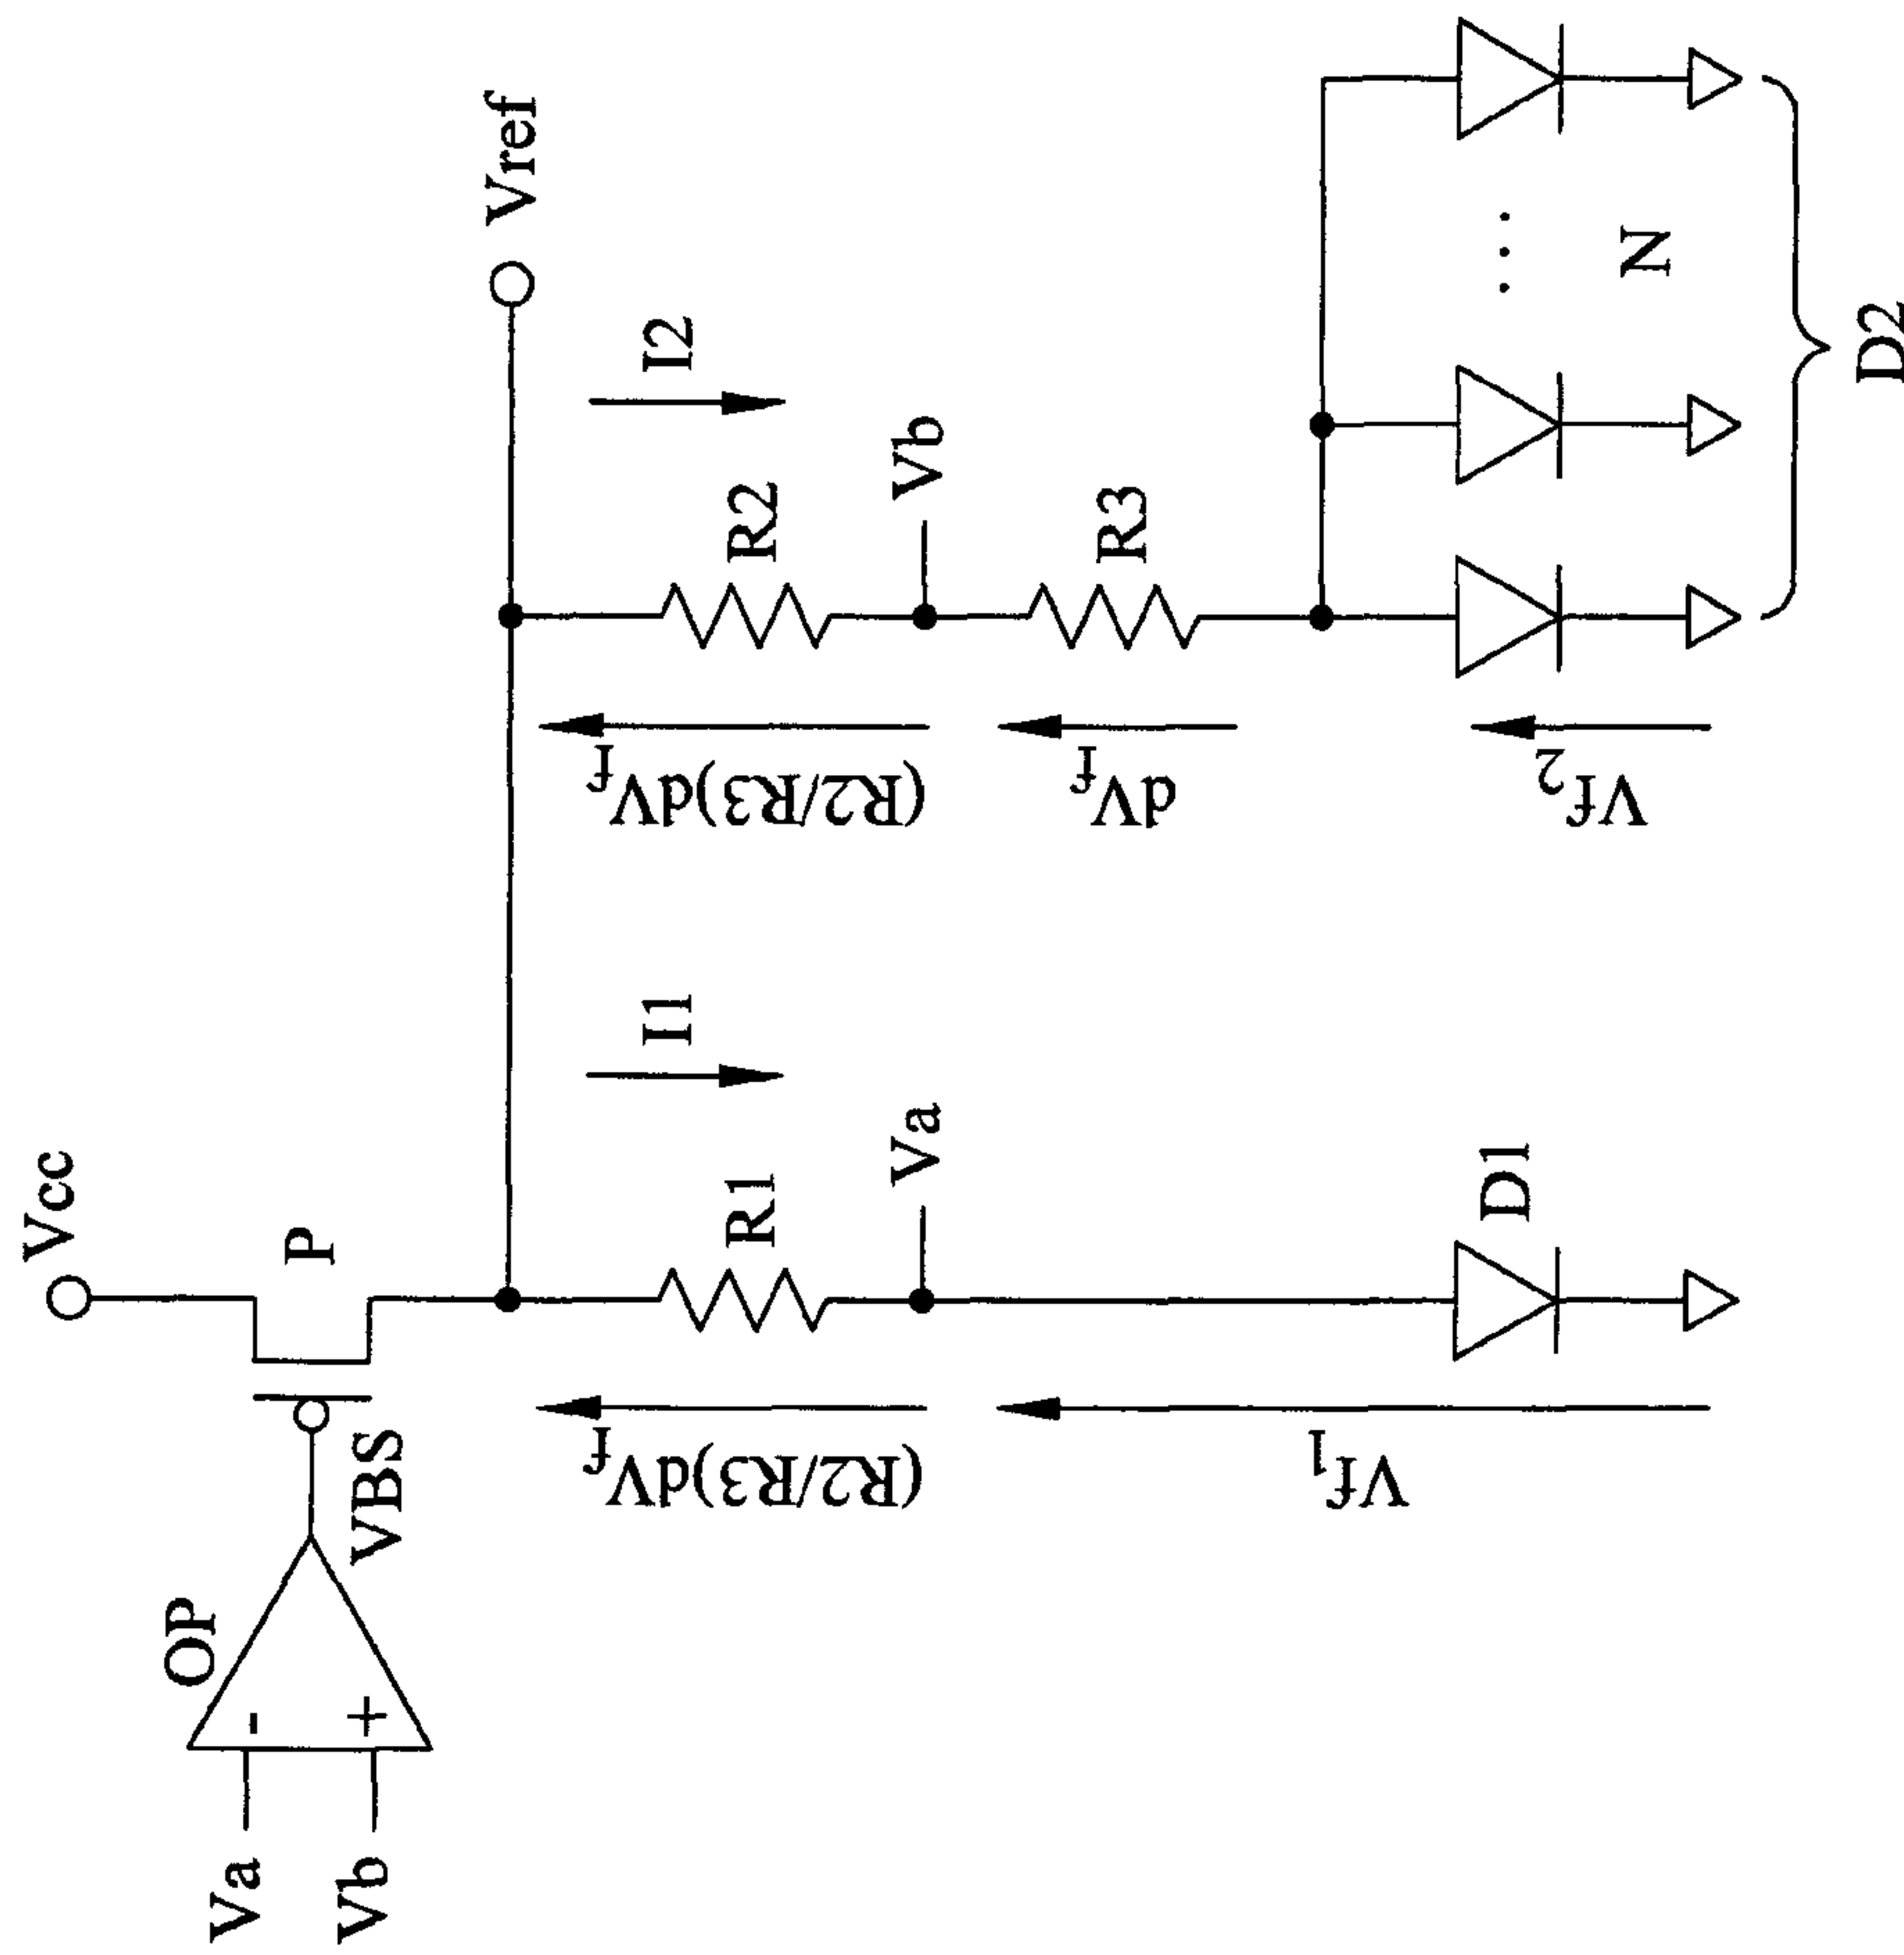 Vcc
P
OP
-
+
Va
Vb
VBS
Vref
I1
I2
R1
R2
(R2/R3)dVf
(R2/R3)dVf
Va
Vb
R3
dVf
Vf1
Vf2
D1
...
N
D2